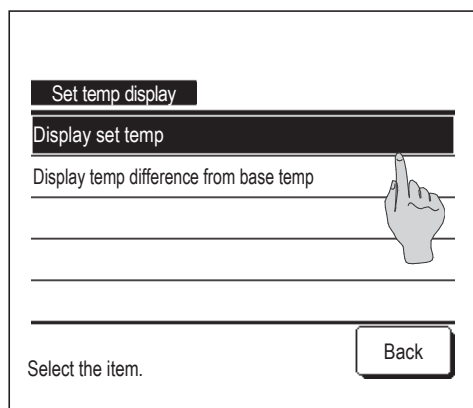 Set temp display
Display set temp
Display temp difference from base temp
Select the item.
Back